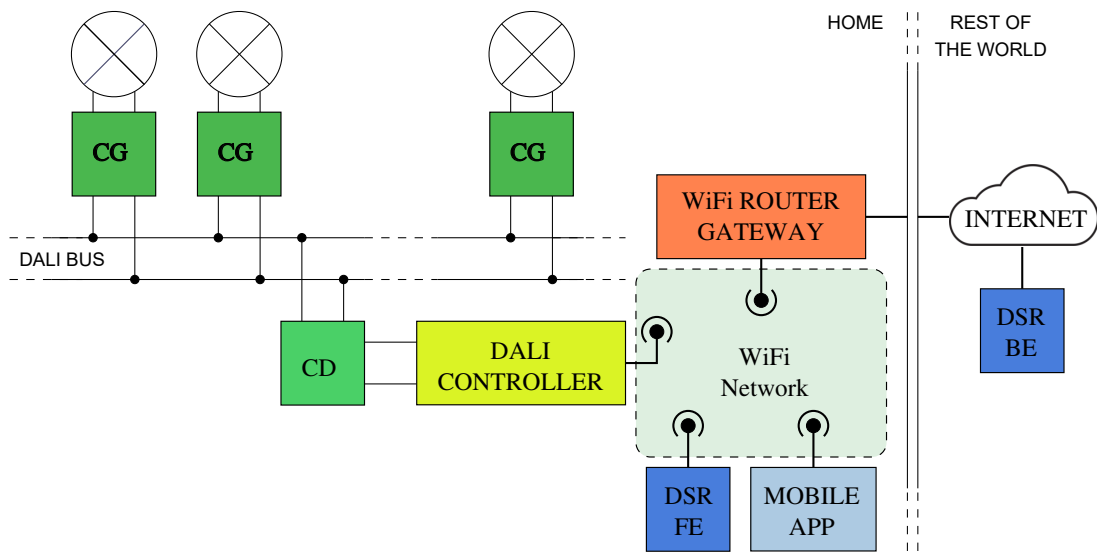 HOME
REST OF
THE WORLD
CG
CG
CG
WiFi ROUTER
GATEWAY
INTERNET
DALI BUS
DSR
BE
CD
DALI
CONTROLLER
WiFi
Network
DSR
FE
MOBILE
APP